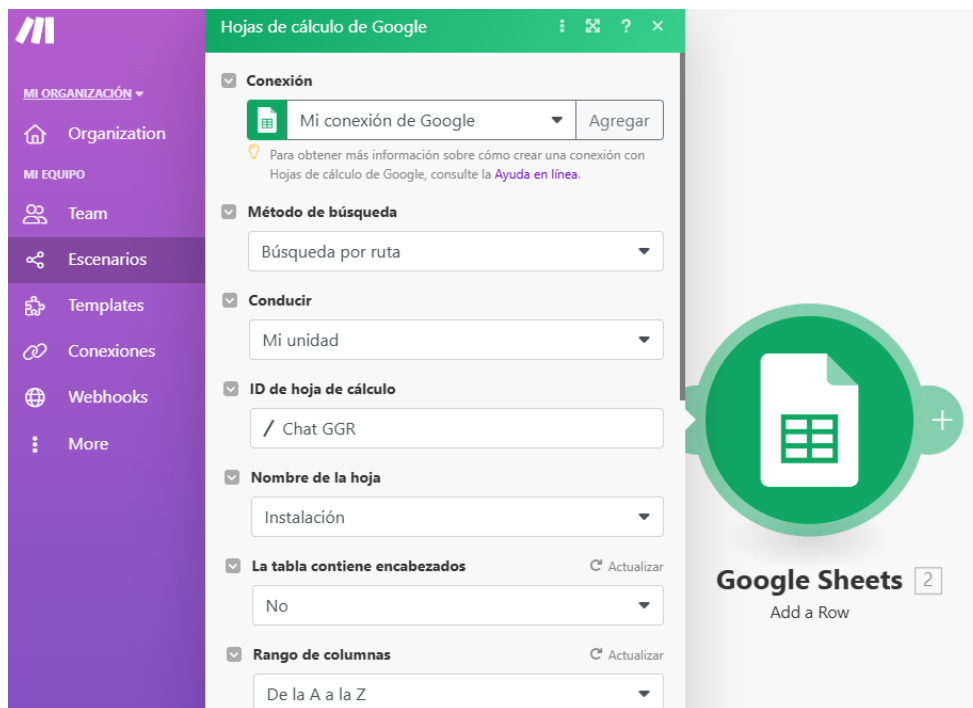 Hojas de cálculo de Google
?
MI ORGANIZACIÓN
Organization
MI EQUIPO
Team
Escenarios
Templates
Conexiones
Webhooks
More
Conexión
Mi conexión de Google
Agregar
Para obtener más información sobre cómo crear una conexión con
Hojas de cálculo de Google, consulte la Ayuda en línea.
Método de búsqueda
Búsqueda por ruta
Conducir
Mi unidad
ID de hoja de cálculo
/ Chat GGR
Nombre de la hoja
Instalación
La tabla contiene encabezados
Actualizar
No
Rango de columnas
Actualizar
De la A a la Z
Google Sheets 2
Add a Row